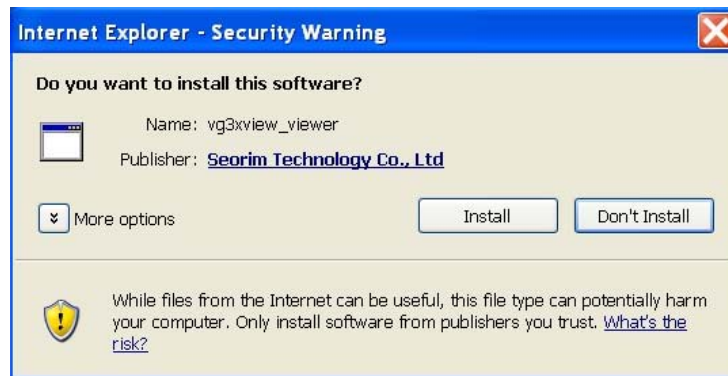 Internet Explorer - Security Warning
Do you want to install this software?
Name: vg3xview_viewer
Publisher: Seorim Technology Co., Ltd
More options
Install
Don't Install
While files from the Internet can be useful, this file type can potentially harm
your computer. Only install software from publishers you trust. What's the
risk?